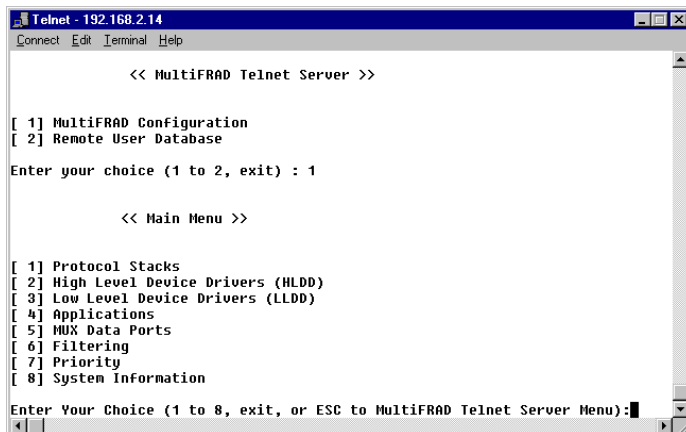 Telnet - 192.168.2.14
Connect Edit Terminal Help
<< MultiFRAD Telnet Server >>
[ 1] MultiFRAD Configuration
[ 2] Remote User Database
Enter your choice (1 to 2, exit) : 1
<< Main Menu >>
[ 1] Protocol Stacks
[ 2] High Level Device Drivers (HLDD)
[ 3] Low Level Device Drivers (LLDD)
[ 4] Applications
[ 5] MUX Data Ports
[ 6] Filtering
[ 7] Priority
[ 8] System Information
Enter Your Choice (1 to 8, exit, or ESC to MultiFRAD Telnet Server Menu):